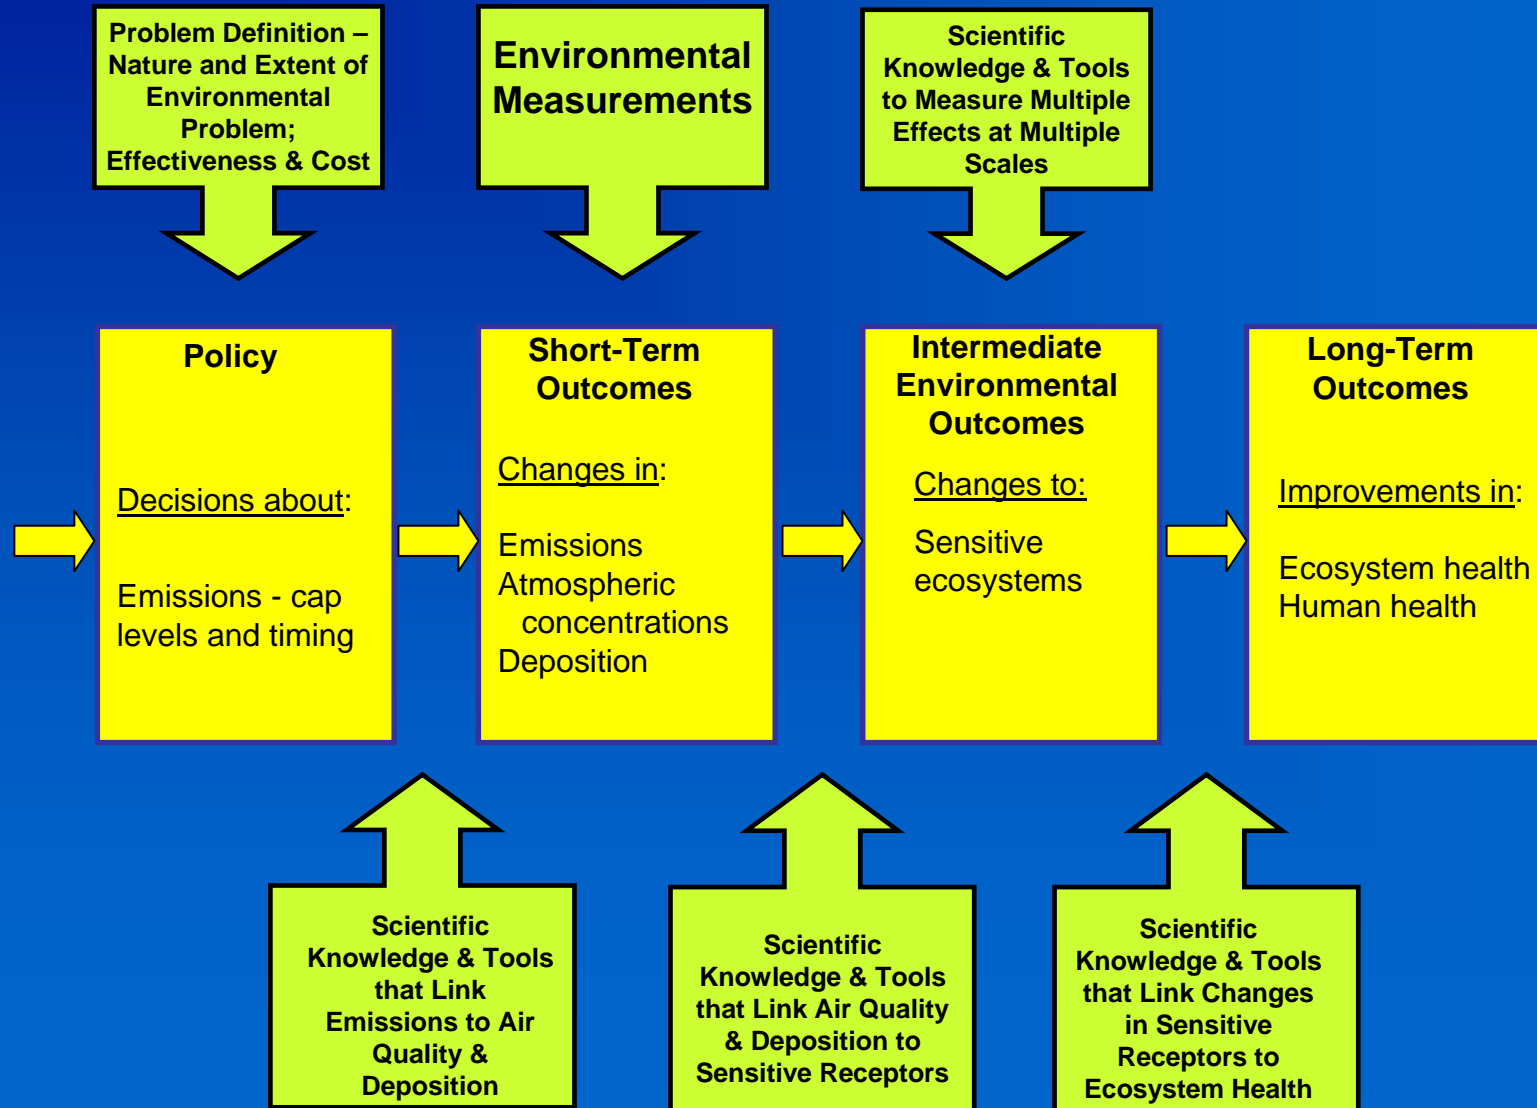 Problem Definition –
Nature and Extent of
Environmental
Problem;
Effectiveness & Cost
Environmental
Measurements
Scientific
Knowledge & Tools
to Measure Multiple
Effects at Multiple
Scales
Policy
Decisions about:
Emissions - cap
levels and timing
Short-Term
Outcomes
Changes in:
Emissions
Atmospheric
concentrations
Deposition
Intermediate
Environmental
Outcomes
Changes to:
Sensitive
ecosystems
Long-Term
Outcomes
Improvements in:
Ecosystem health
Human health
Scientific
Knowledge & Tools
that Link
Emissions to Air
Quality &
Deposition
Scientific
Knowledge & Tools
that Link Air Quality
& Deposition to
Sensitive Receptors
Scientific
Knowledge & Tools
that Link Changes
in Sensitive
Receptors to
Ecosystem Health